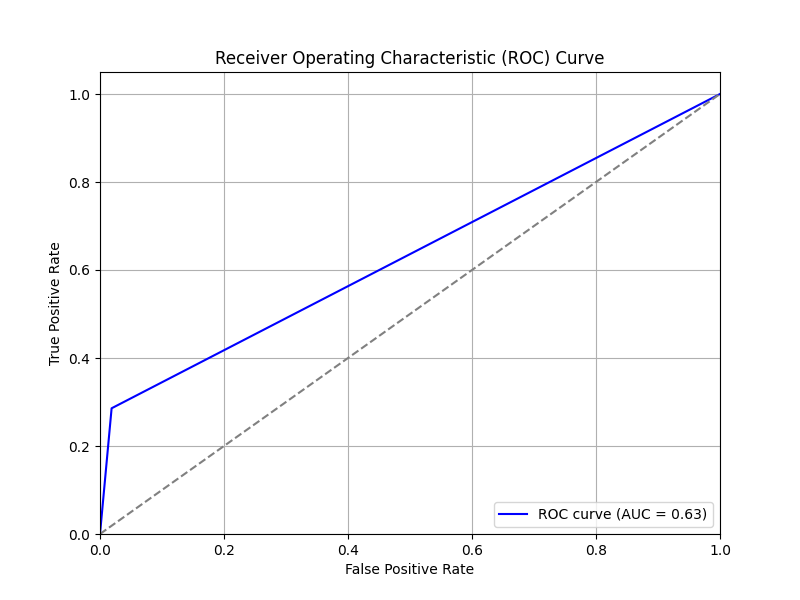 Receiver Operating Characteristic (ROC) Curve
1.0
0.8
0.6
0.4
0.2
0.0
True Positive Rate
ROC curve (AUC = 0.63)
0.0 0.2 0.4 0.6 0.8 1.0
False Positive Rate